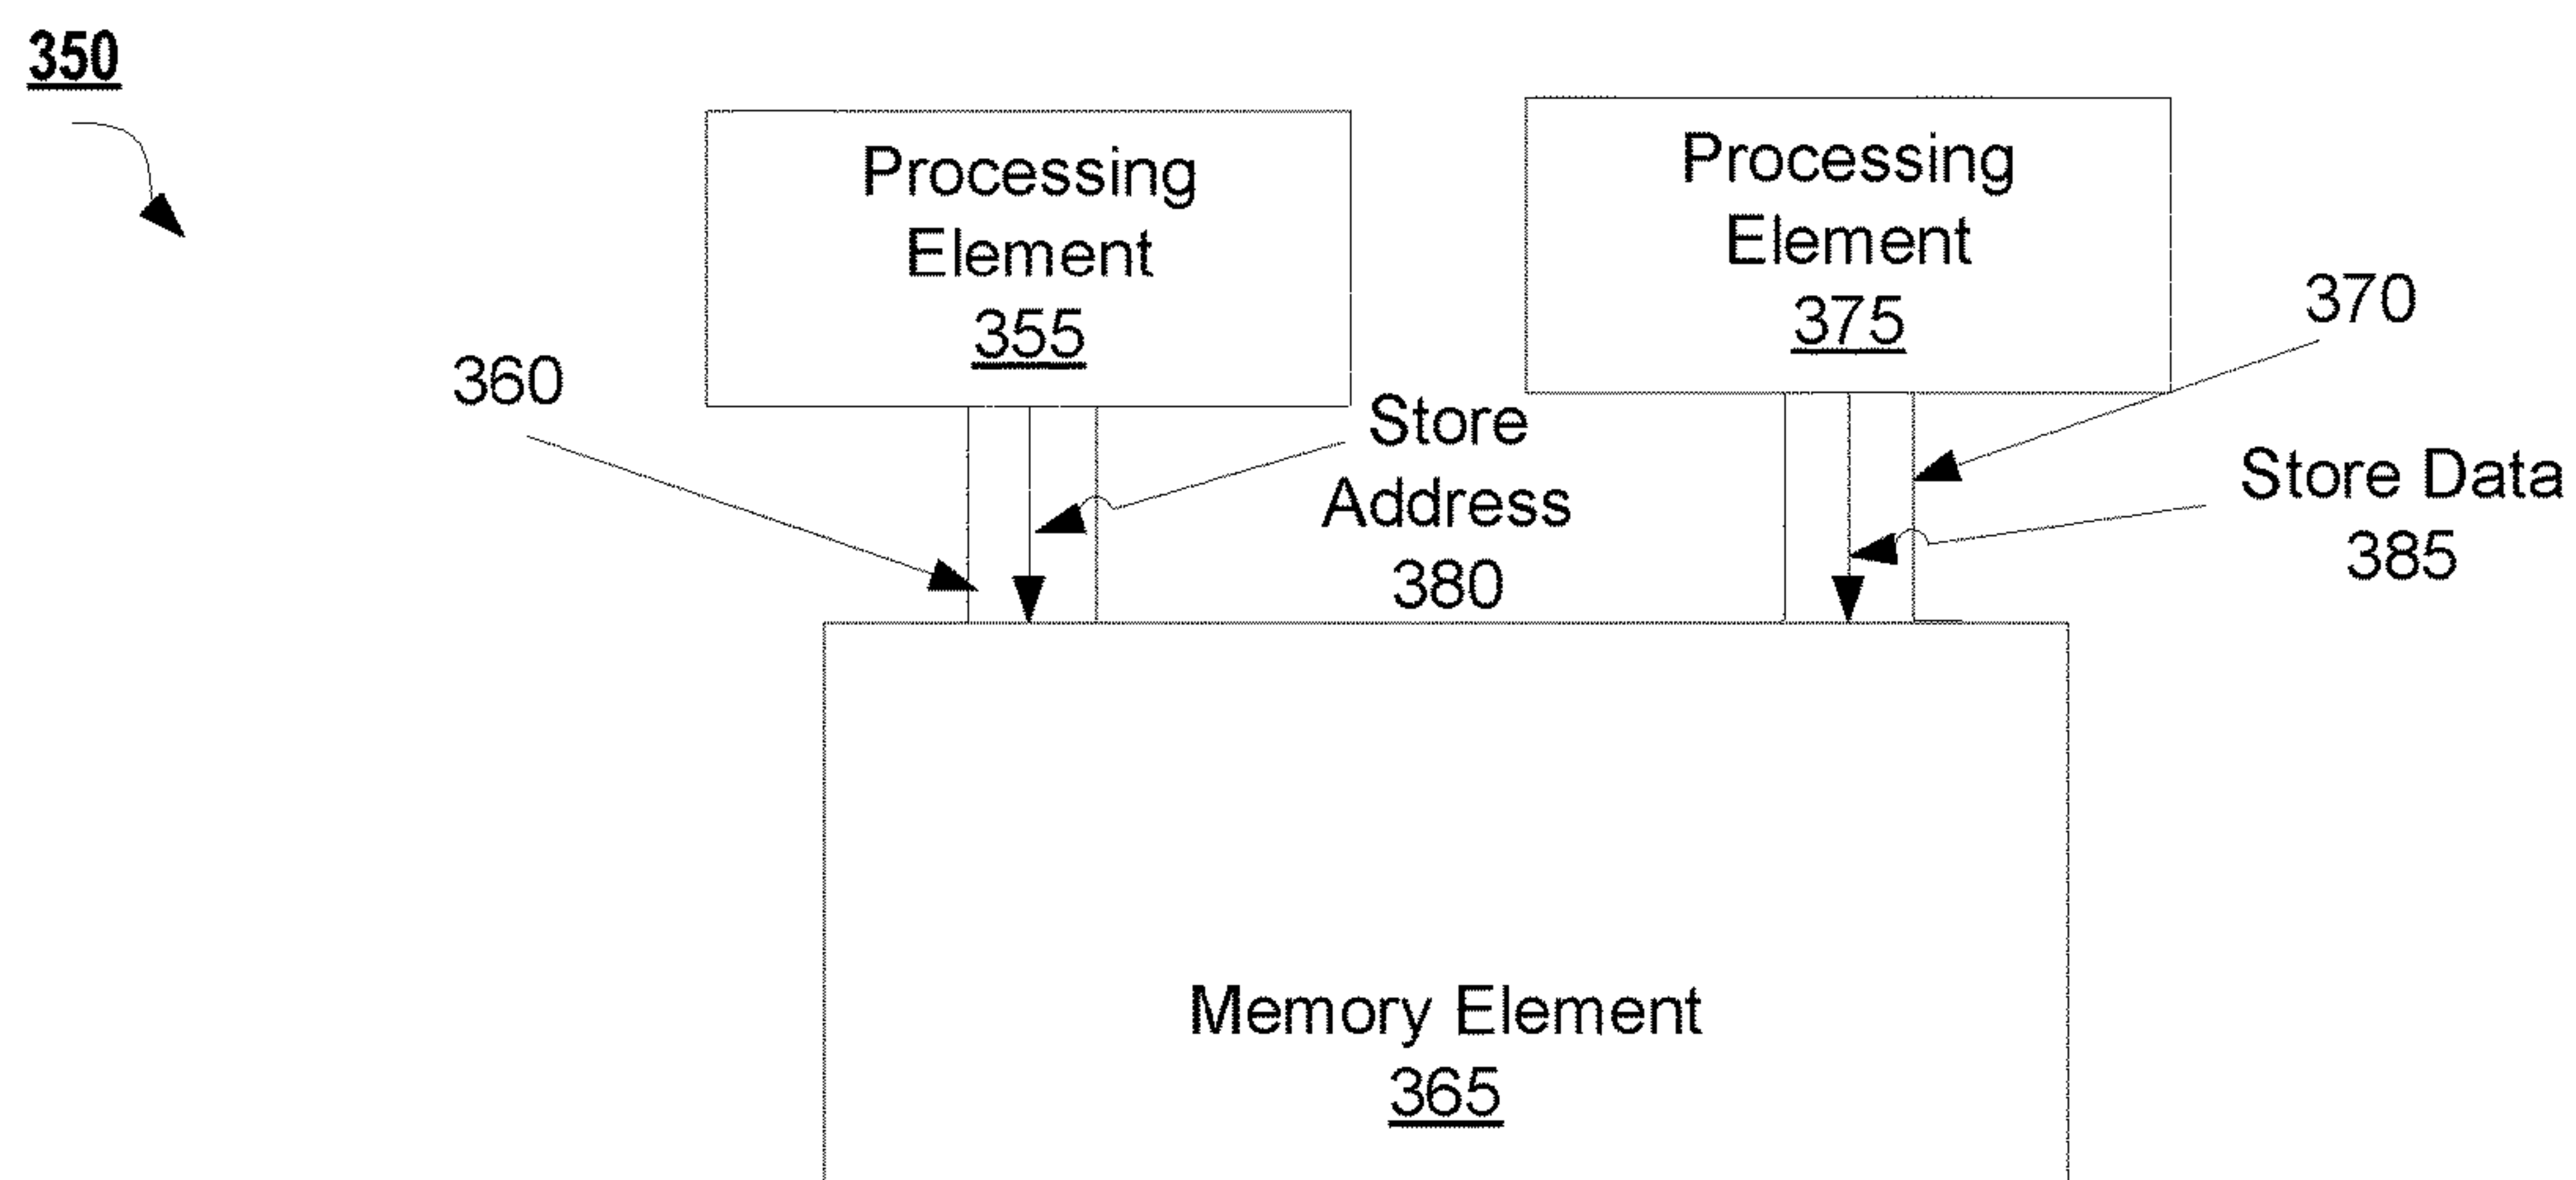 350
Processing
Element
355
Processing
Element
375
370
360
Store
Address
380
Store Data
385
Memory Element
365